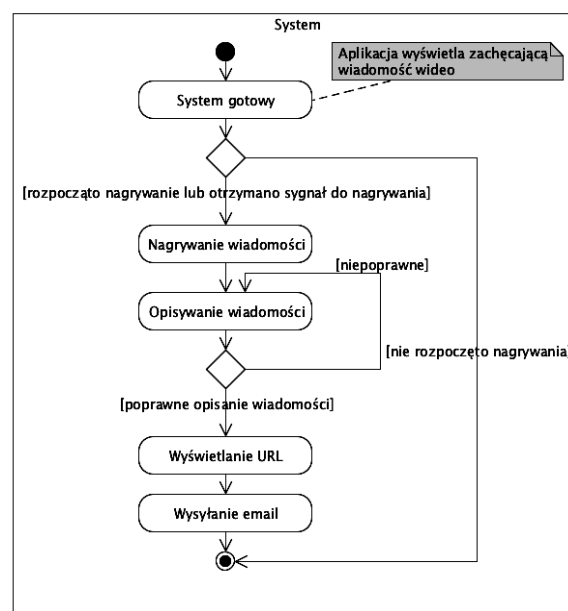 System
Aplikacja wyświetla zachęcającą
wiadomość wideo
System gotowy
[rozpocząto nagrywanie lub otrzymano sygnał do nagrywania]
Nagrywanie wiadomości
[niepoprawne]
Opisywanie wiadomości
[nie rozpoczęto nagrywania]
[poprawne opisanie wiadomości]
Wyświetlanie URL
Wysyłanie email